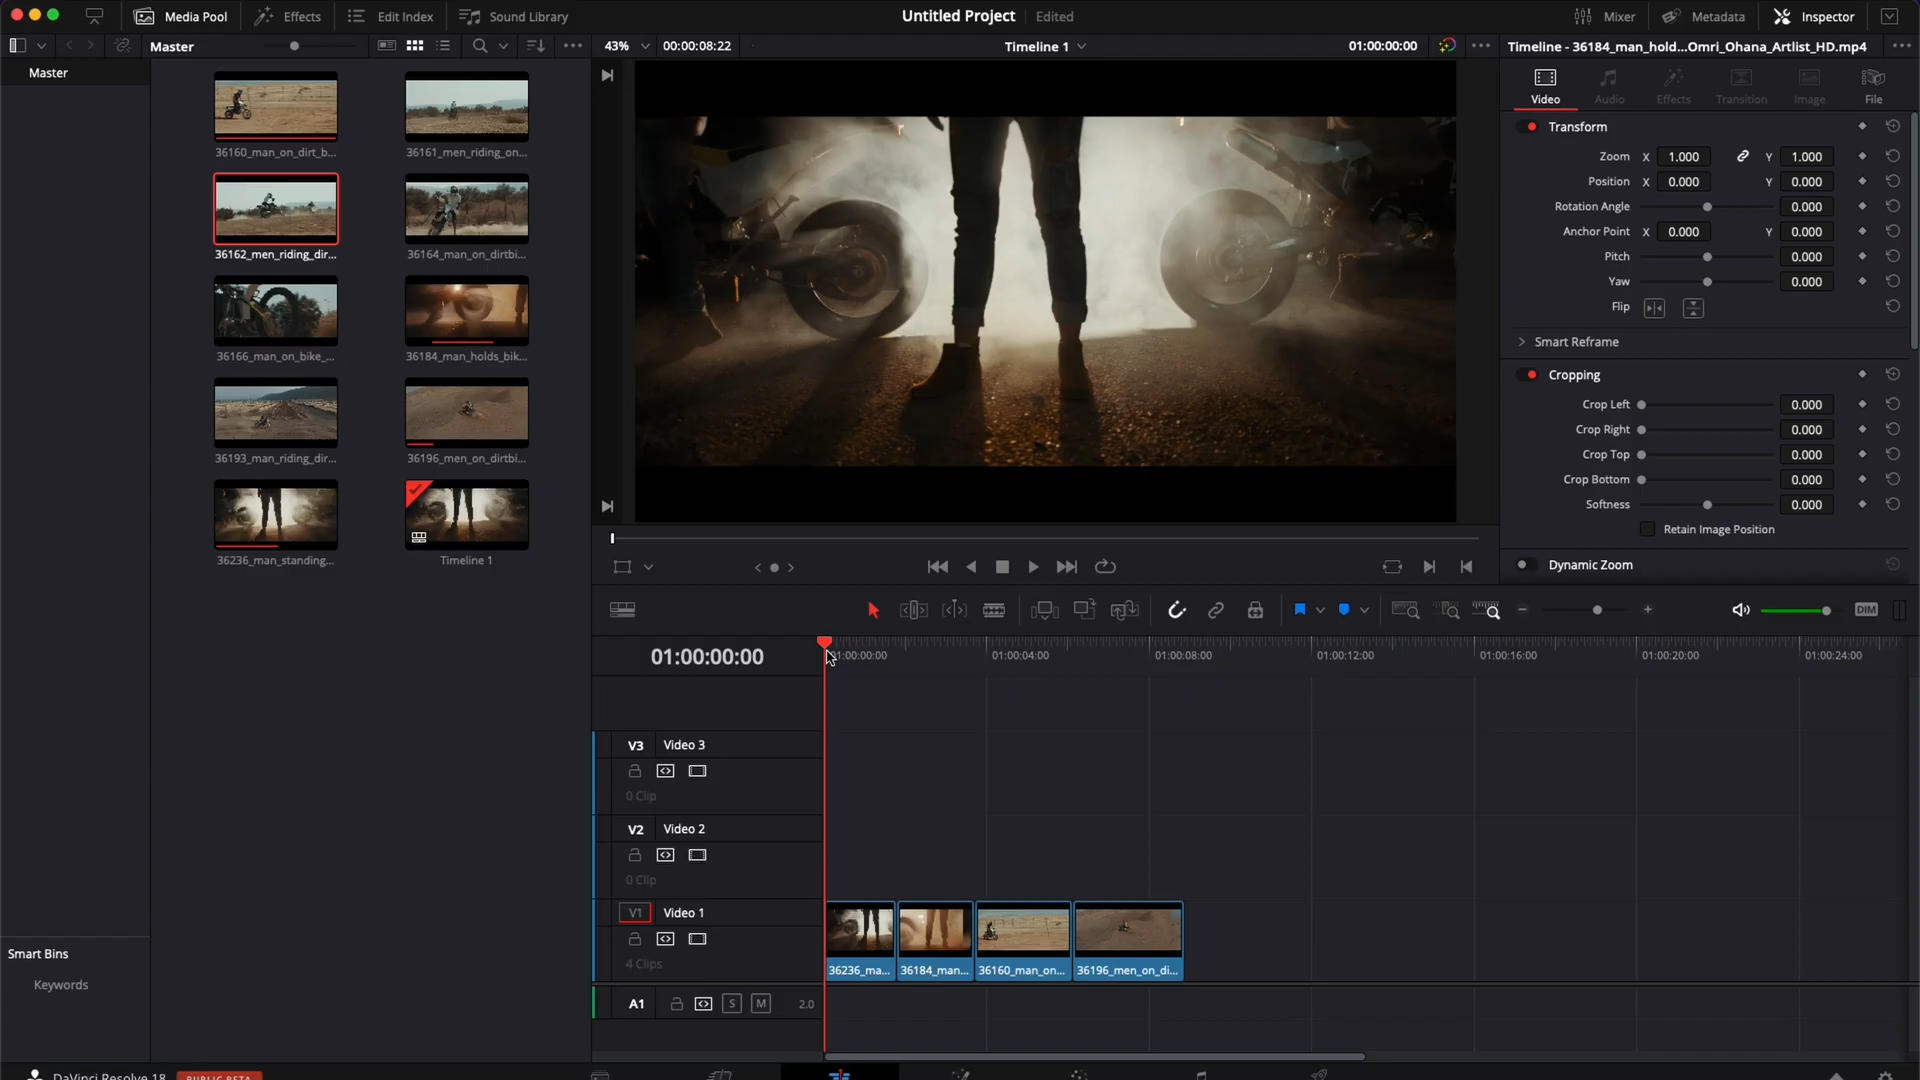 Media Pool Effects Edit Index Sound Library Untitled Project Edited Mixer Metadata Inspector
Master 43% 00:00:08:22 Timeline 1 01:00:00:00 Timeline - 36184_man_hold...Omri_Ohana_Artlist_HD.mp4
Master
36160_man_on_dirt_b... 36161_men_riding_on...
36162_men_riding_dir... 36164_man_on_dirtbi...
36166_man_on_bike_... 36184_man_holds_bik...
36193_man_riding_dir... 36196_men_on_dirtbi...
36236_man_standing... Timeline 1
Smart Bins
Keywords
Video Audio Effects Transition Image File
Transform
Zoom X 1.000 Y 1.000
Position X 0.000 Y 0.000
Rotation Angle 0.000
Anchor Point X 0.000 Y 0.000
Pitch 0.000
Yaw 0.000
Flip
Smart Reframe
Cropping
Crop Left 0.000
Crop Right 0.000
Crop Top 0.000
Crop Bottom 0.000
Softness 0.000
Retain Image Position
Dynamic Zoom
DIM
01:00:00:00 01:00:00:00 01:00:04:00 01:00:08:00 01:00:12:00 01:00:16:00 01:00:20:00 01:00:24:00
V3 Video 3
0 Clip
V2 Video 2
0 Clip
V1 Video 1
4 Clips
36236_ma... 36184_man... 36160_man_on... 36196_men_on_di...
A1 S M 2.0
DaVinci Resolve 18 PUBLIC BETA